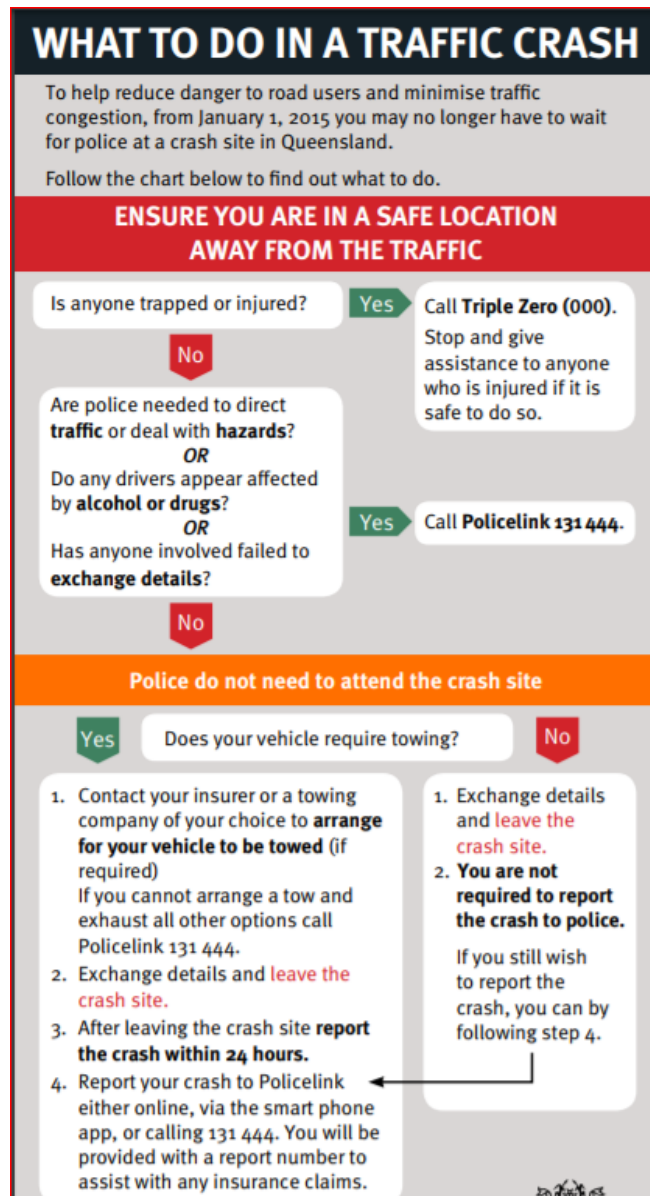 WHAT TO DO IN A TRAFFIC CRASH
To help reduce danger to road users and minimise traffic
congestion, from January 1, 2015 you may no longer have to wait
for police at a crash site in Queensland.
Follow the chart below to find out what to do.
ENSURE YOU ARE IN A SAFE LOCATION
AWAY FROM THE TRAFFIC
Is anyone trapped or injured?
Yes
Call Triple Zero (000).
Stop and give
assistance to anyone
who is injured if it is
safe to do so.
No
Are police needed to direct
traffic or deal with hazards?
OR
Do any drivers appear affected
by alcohol or drugs?
OR
Has anyone involved failed to
exchange details?
Yes
Call Policelink 131 444.
No
Police do not need to attend the crash site
Yes
Does your vehicle require towing?
No
1. Contact your insurer or a towing
company of your choice to arrange
for your vehicle to be towed (if
required)
If you cannot arrange a tow and
exhaust all other options call
Policelink 131 444.
2. Exchange details and leave the
crash site.
3. After leaving the crash site report
the crash within 24 hours.
4. Report your crash to Policelink
either online, via the smart phone
app, or calling 131 444. You will be
provided with a report number to
assist with any insurance claims.
1. Exchange details
and leave the
crash site.
2. You are not
required to report
the crash to police.
If you still wish
to report the
crash, you can by
following step 4.